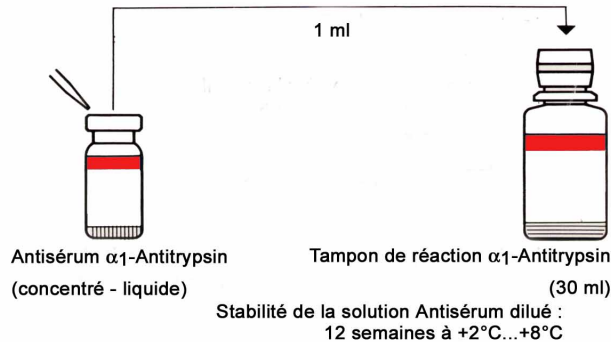 1 ml
Antisérum α1-Antitrypsin
(concentré - liquide)
Tampon de réaction α1-Antitrypsin
(30 ml)
Stabilité de la solution Antisérum dilué :
12 semaines à +2°C...+8°C